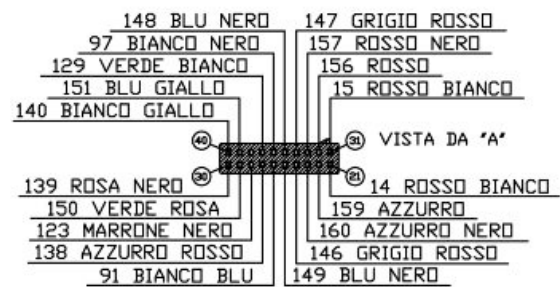 148 BLU NERO 147 GRIGIO ROSSO
97 BIANCO NERO 157 ROSSO NERO
129 VERDE BIANCO 156 ROSSO
151 BLU GIALLO 15 ROSSO BIANCO
140 BIANCO GIALLO
40 31 VISTA DA "A"
30 21
139 ROSA NERO 14 ROSSO BIANCO
150 VERDE ROSA 159 AZZURRO
123 MARRONE NERO 160 AZZURRO NERO
138 AZZURRO ROSSO 146 GRIGIO ROSSO
91 BIANCO BLU 149 BLU NERO